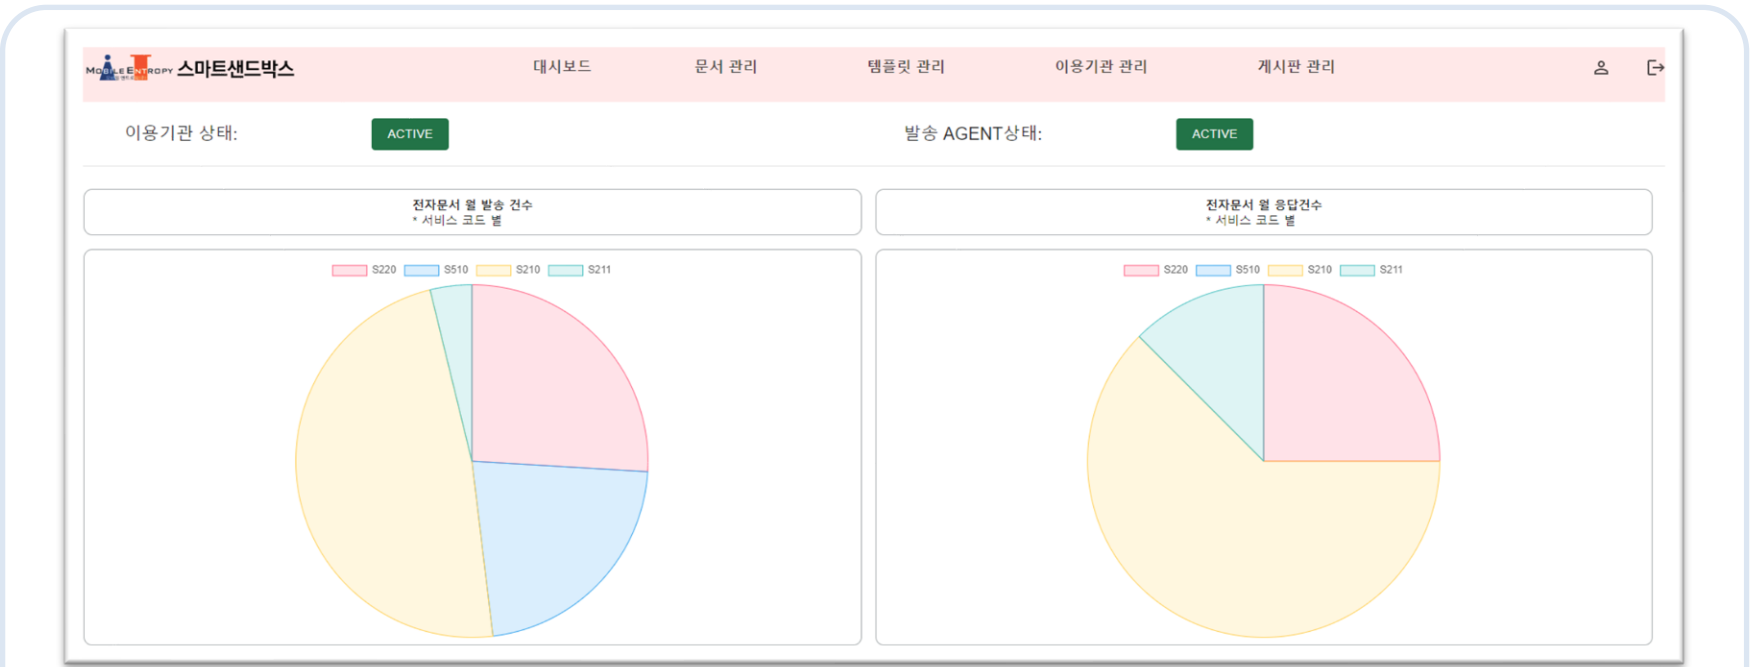 MOBILE ENTROPY 스마트샌드박스
대시보드 문서 관리 템플릿 관리 이용기관 관리 게시판 관리
이용기관 상태: ACTIVE 발송 AGENT상태: ACTIVE
전자문서 월 발송 건수
* 서비스 코드 별
전자문서 월 응답건수
* 서비스 코드 별
S220 S510 S210 S211
S220 S510 S210 S211